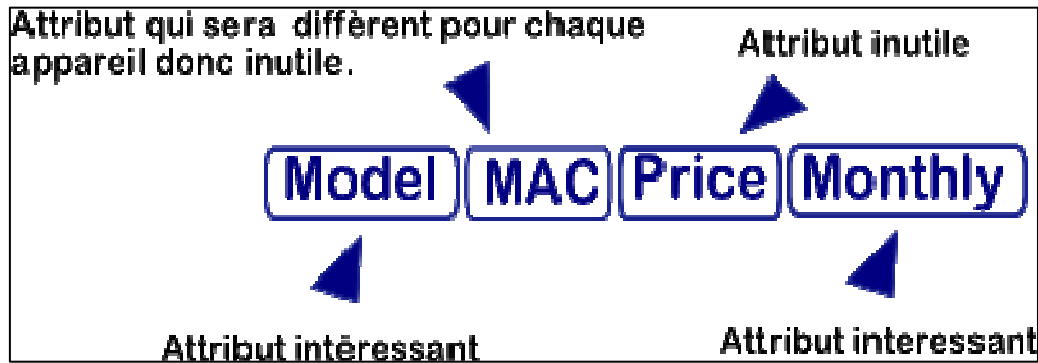 Attribut qui sera diffèrent pour chaque
appareil donc inutile.
Attribut inutile
Model MAC Price Monthly
Attribut intèressant
Attribut interessant